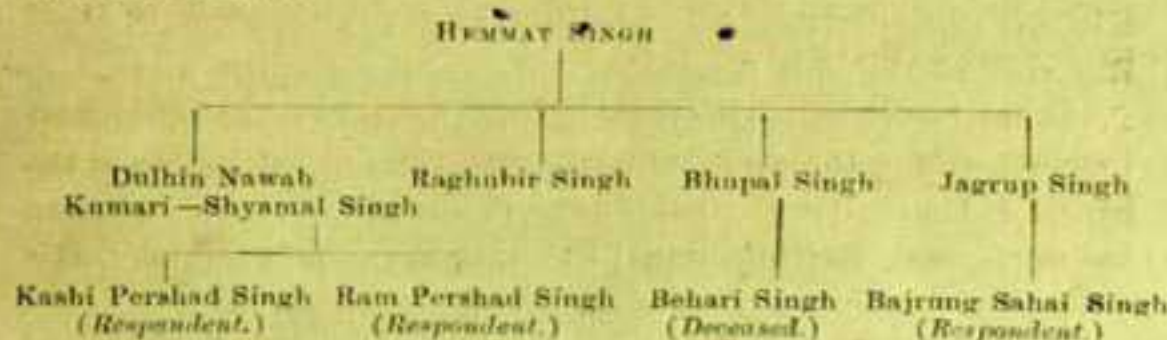 HEMMAT SINGH
Dulhin Nawab Raghubir Singh Bhupal Singh Jagrup Singh
Kumari—Shyamal Singh
Kashi Pershad Singh Ram Pershad Singh Behari Singh Bajrung Sahai Singh
(Respondent.) (Respondent.) (Deceased.) (Respondent.)